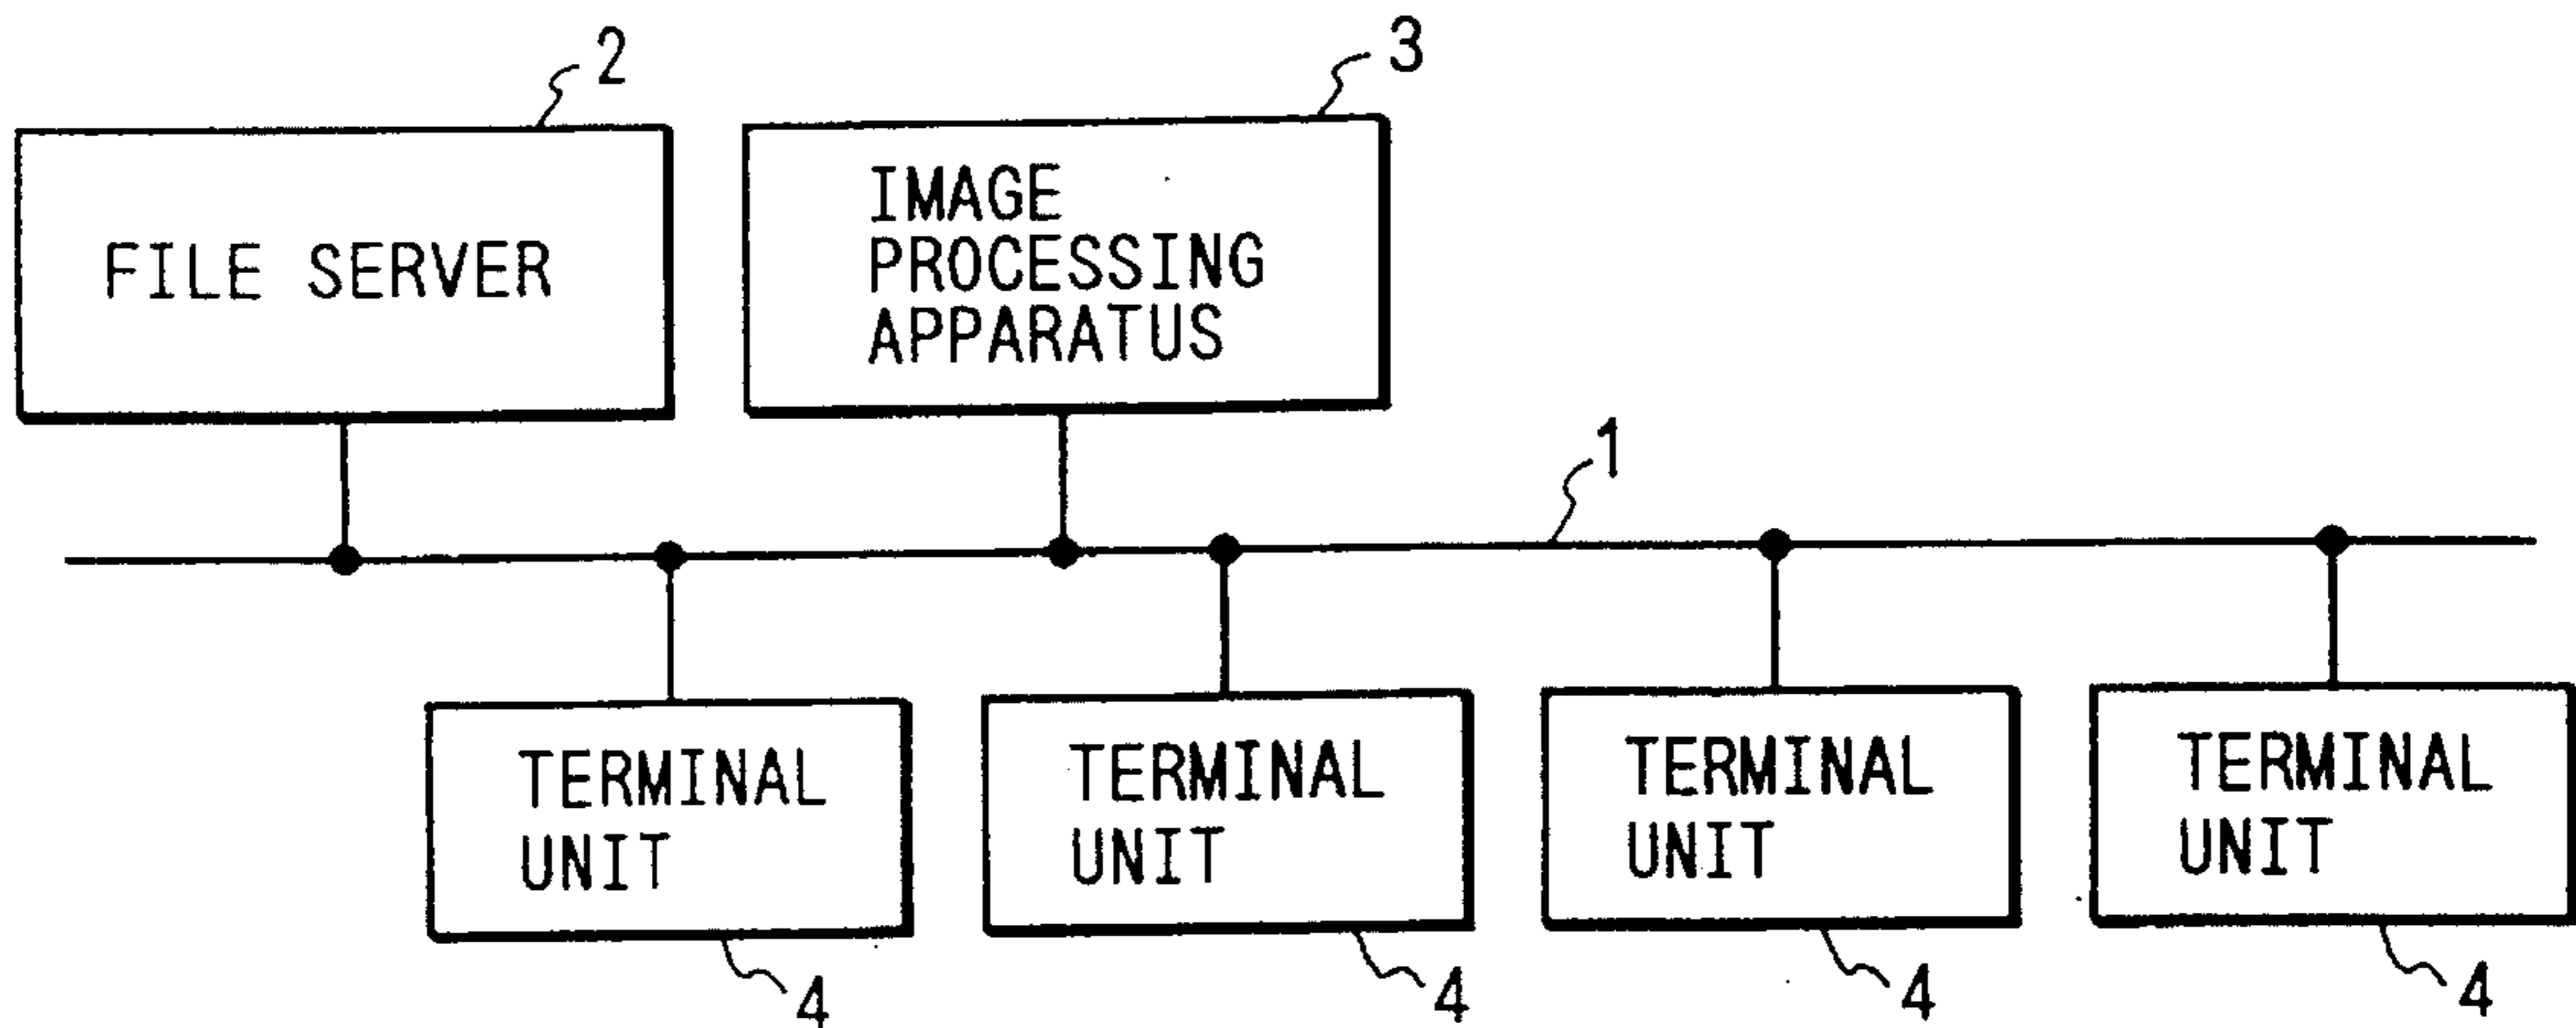 2
3
FILE SERVER
IMAGE
PROCESSING
APPARATUS
1
TERMINAL
UNIT
TERMINAL
UNIT
TERMINAL
UNIT
TERMINAL
UNIT
4
4
4
4